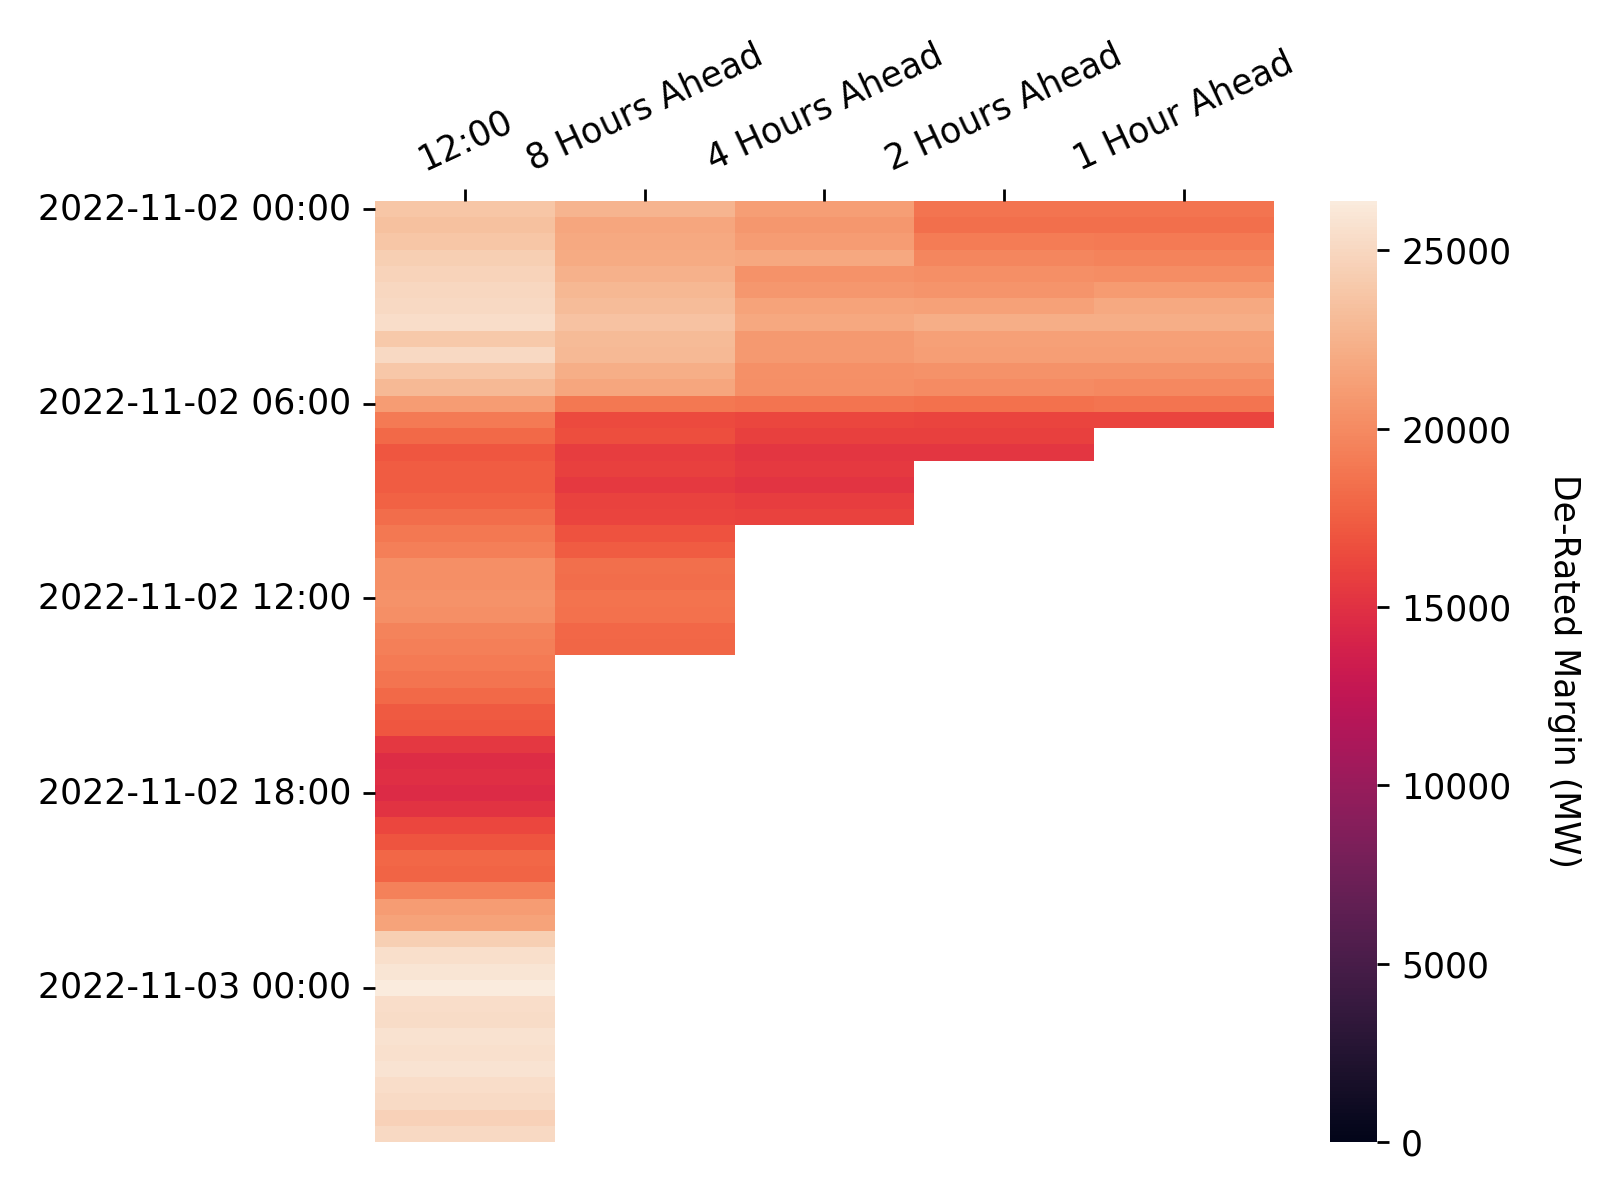 12:00
8 Hours Ahead
4 Hours Ahead
2 Hours Ahead
1 Hour Ahead
2022-11-02 00:00
2022-11-02 06:00
2022-11-02 12:00
2022-11-02 18:00
2022-11-03 00:00
25000
20000
15000
10000
5000
0
De-Rated Margin (MW)